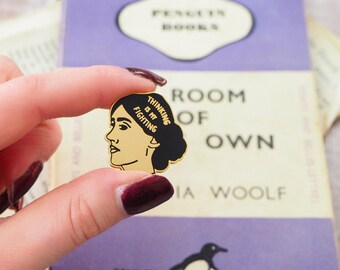 PENGUIN
BOOKS
THINKING
IS MY
FIGHTING
ROOM
OF
OWN
IA WOOLF